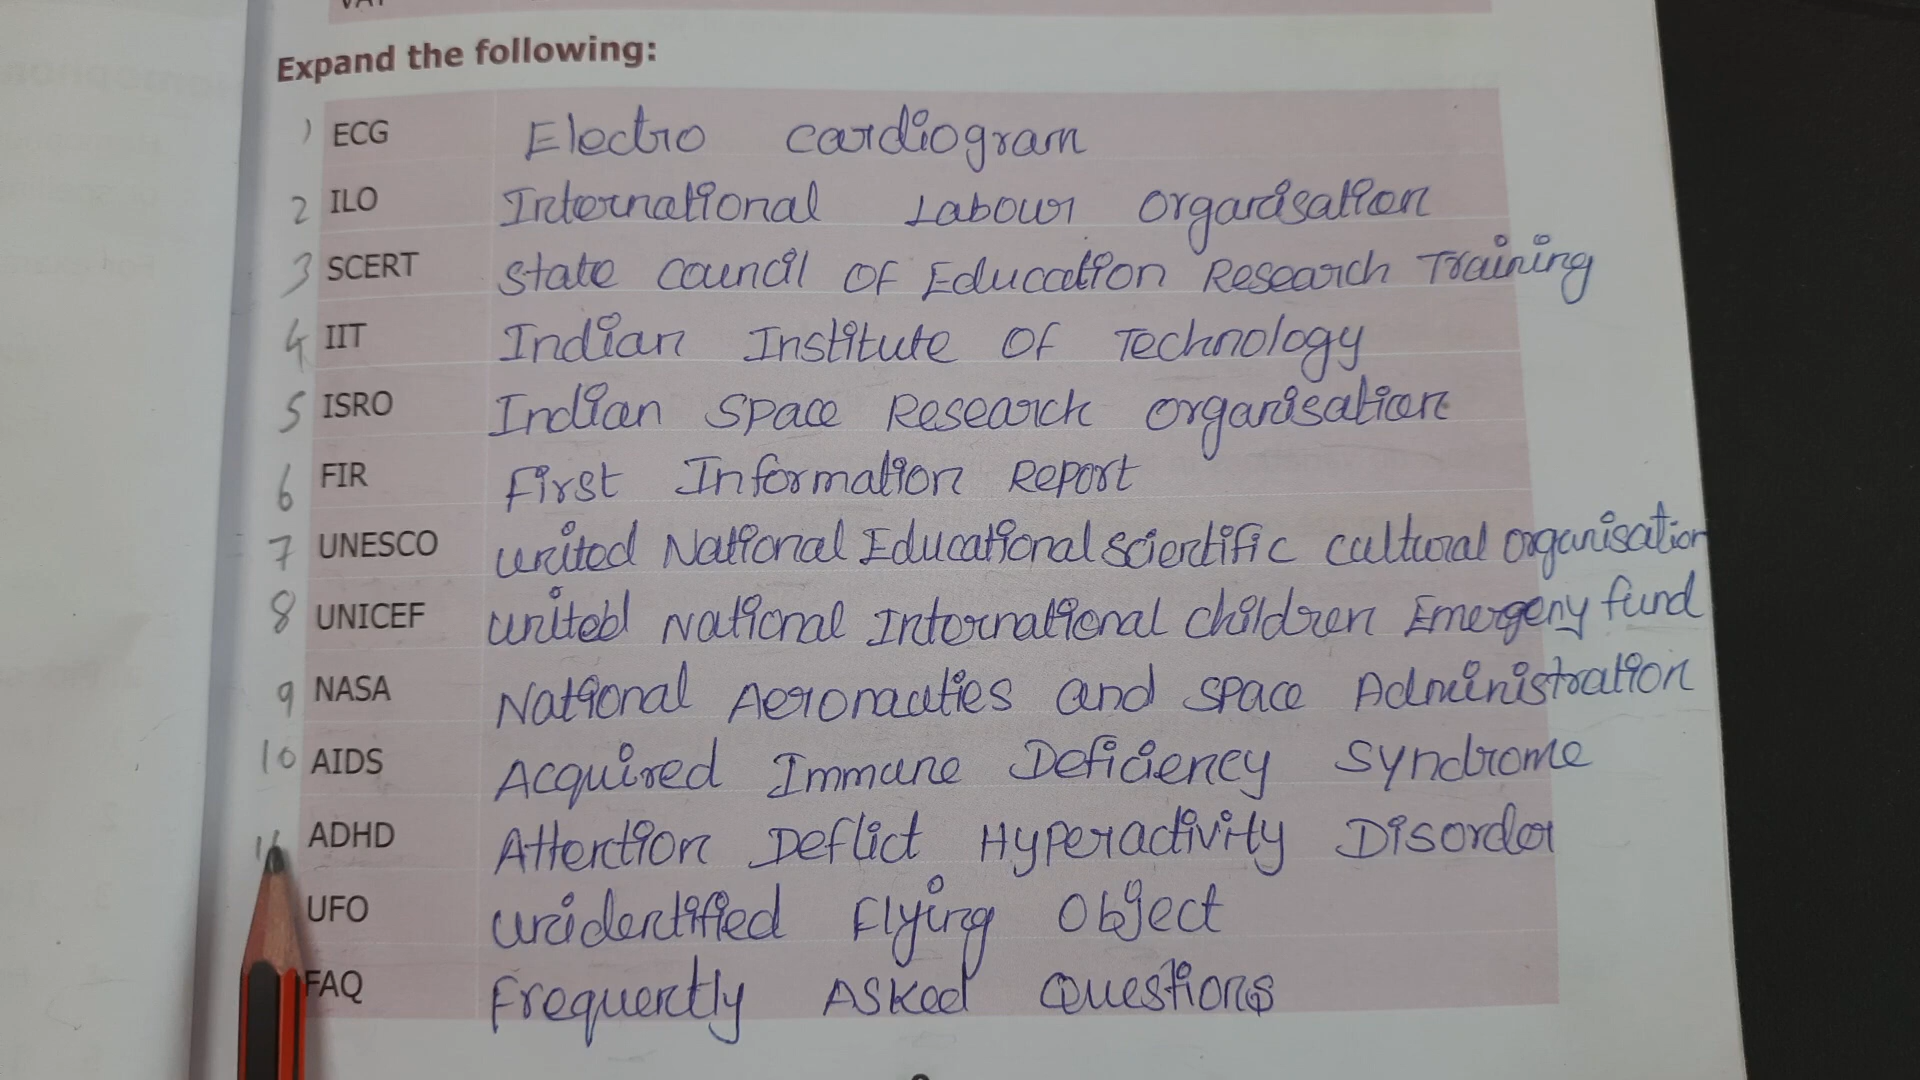 Expand the following:
1) ECG Electro cardiogram
2 ILO International Labour organisation
3 SCERT State council of Education Research Training
4 IIT Indian Institute of Technology
5 ISRO Indian Space Research organisation
6 FIR First Information Report
7 UNESCO united National Educational scientific cultural organisation
8 UNICEF united National International children Emergeny fund
9 NASA National Aeronautics and space Administration
10 AIDS Acquired Immune Deficiency Syndrome
11 ADHD Attention Deflict Hyperactivity Disorder
UFO unidentified Flying Object
FAQ Frequently Asked Questions